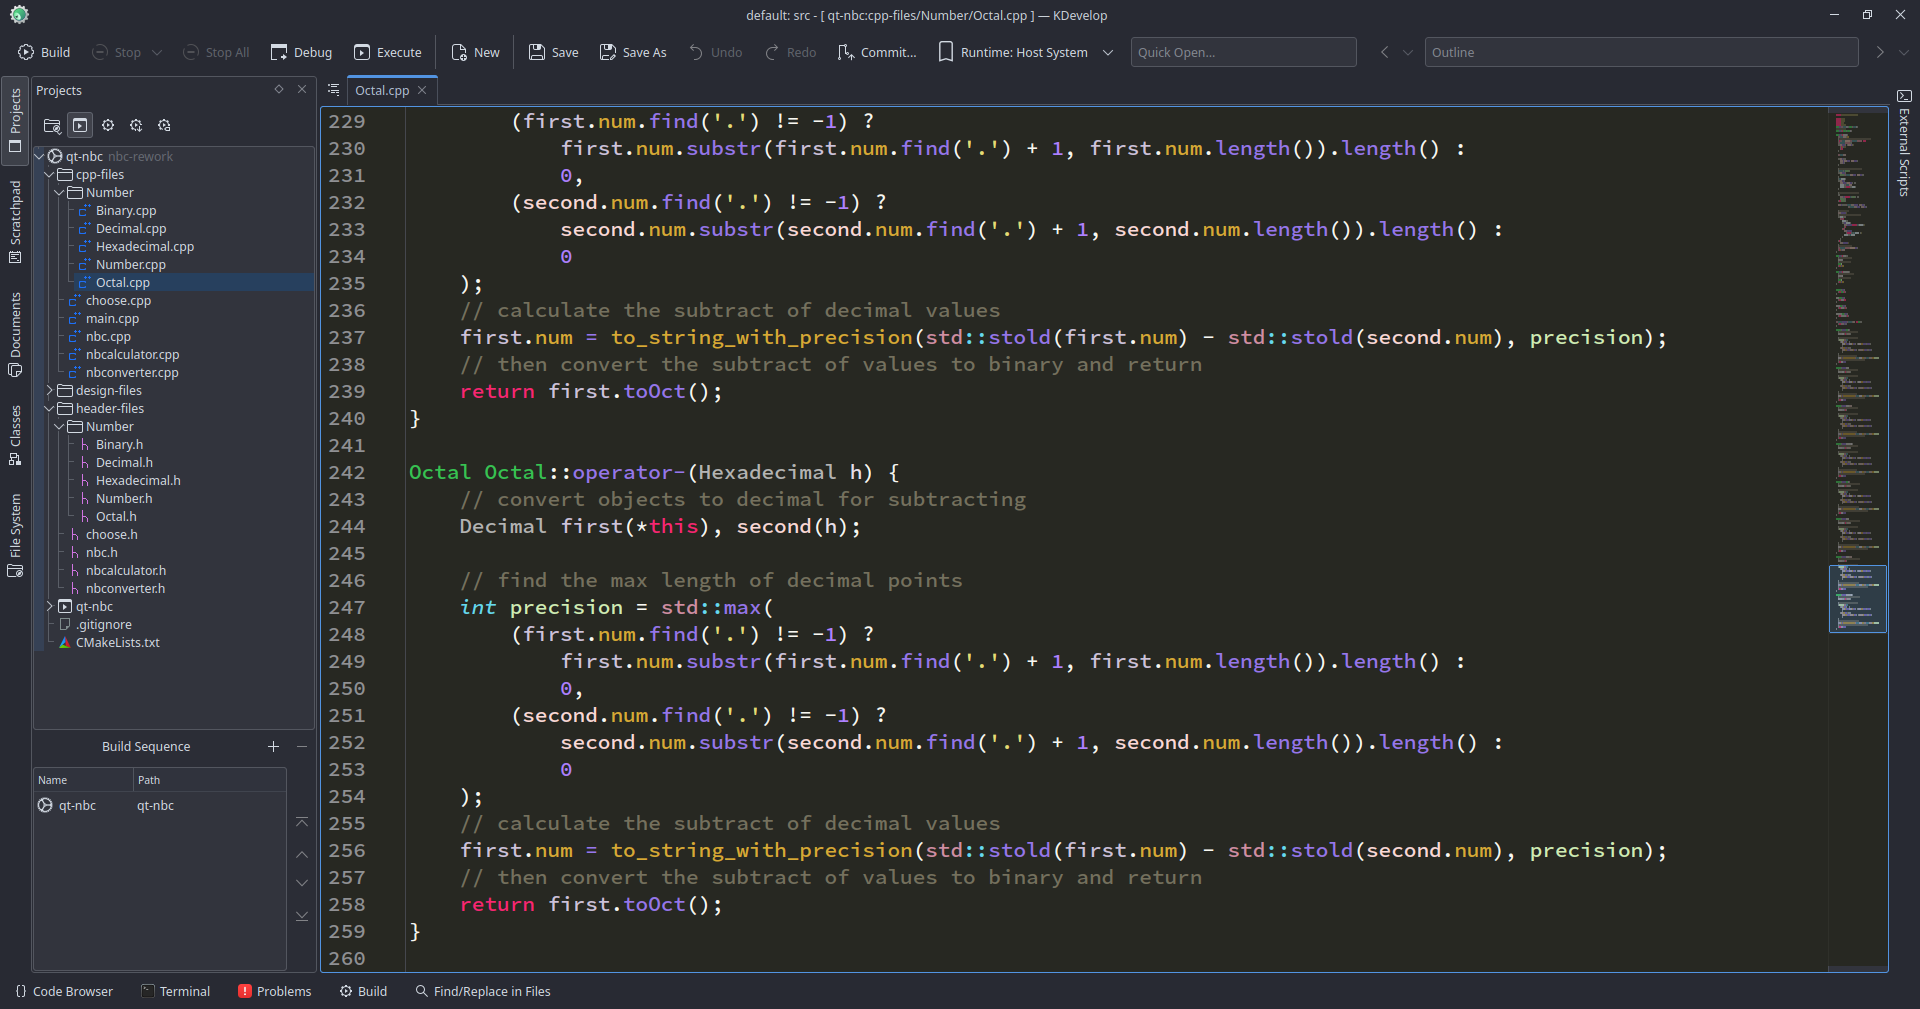 default: src - [ qt-nbc:cpp-files/Number/Octal.cpp ] — KDevelop
Build
Stop
Stop All
Debug
Execute
New
Save
Save As
Undo
Redo
Commit...
Runtime: Host System
Quick Open...
Outline
Projects
Scratchpad
Documents
Classes
File System
Projects
qt-nbc nbc-rework
cpp-files
Number
Binary.cpp
Decimal.cpp
Hexadecimal.cpp
Number.cpp
Octal.cpp
choose.cpp
main.cpp
nbc.cpp
nbcalculator.cpp
nbconverter.cpp
design-files
header-files
Number
Binary.h
Decimal.h
Hexadecimal.h
Number.h
Octal.h
choose.h
nbc.h
nbcalculator.h
nbconverter.h
qt-nbc
.gitignore
CMakeLists.txt
Build Sequence
Name Path
qt-nbc qt-nbc
Octal.cpp
229 (first.num.find('.') != -1) ?
230 first.num.substr(first.num.find('.') + 1, first.num.length()).length() :
231 0,
232 (second.num.find('.') != -1) ?
233 second.num.substr(second.num.find('.') + 1, second.num.length()).length() :
234 0
235 );
236 // calculate the subtract of decimal values
237 first.num = to_string_with_precision(std::stold(first.num) - std::stold(second.num), precision);
238 // then convert the subtract of values to binary and return
239 return first.toOct();
240 }
241
242 Octal Octal::operator-(Hexadecimal h) {
243 // convert objects to decimal for subtracting
244 Decimal first(*this), second(h);
245
246 // find the max length of decimal points
247 int precision = std::max(
248 (first.num.find('.') != -1) ?
249 first.num.substr(first.num.find('.') + 1, first.num.length()).length() :
250 0,
251 (second.num.find('.') != -1) ?
252 second.num.substr(second.num.find('.') + 1, second.num.length()).length() :
253 0
254 );
255 // calculate the subtract of decimal values
256 first.num = to_string_with_precision(std::stold(first.num) - std::stold(second.num), precision);
257 // then convert the subtract of values to binary and return
258 return first.toOct();
259 }
260
External Scripts
{} Code Browser
Terminal
Problems
Build
Find/Replace in Files